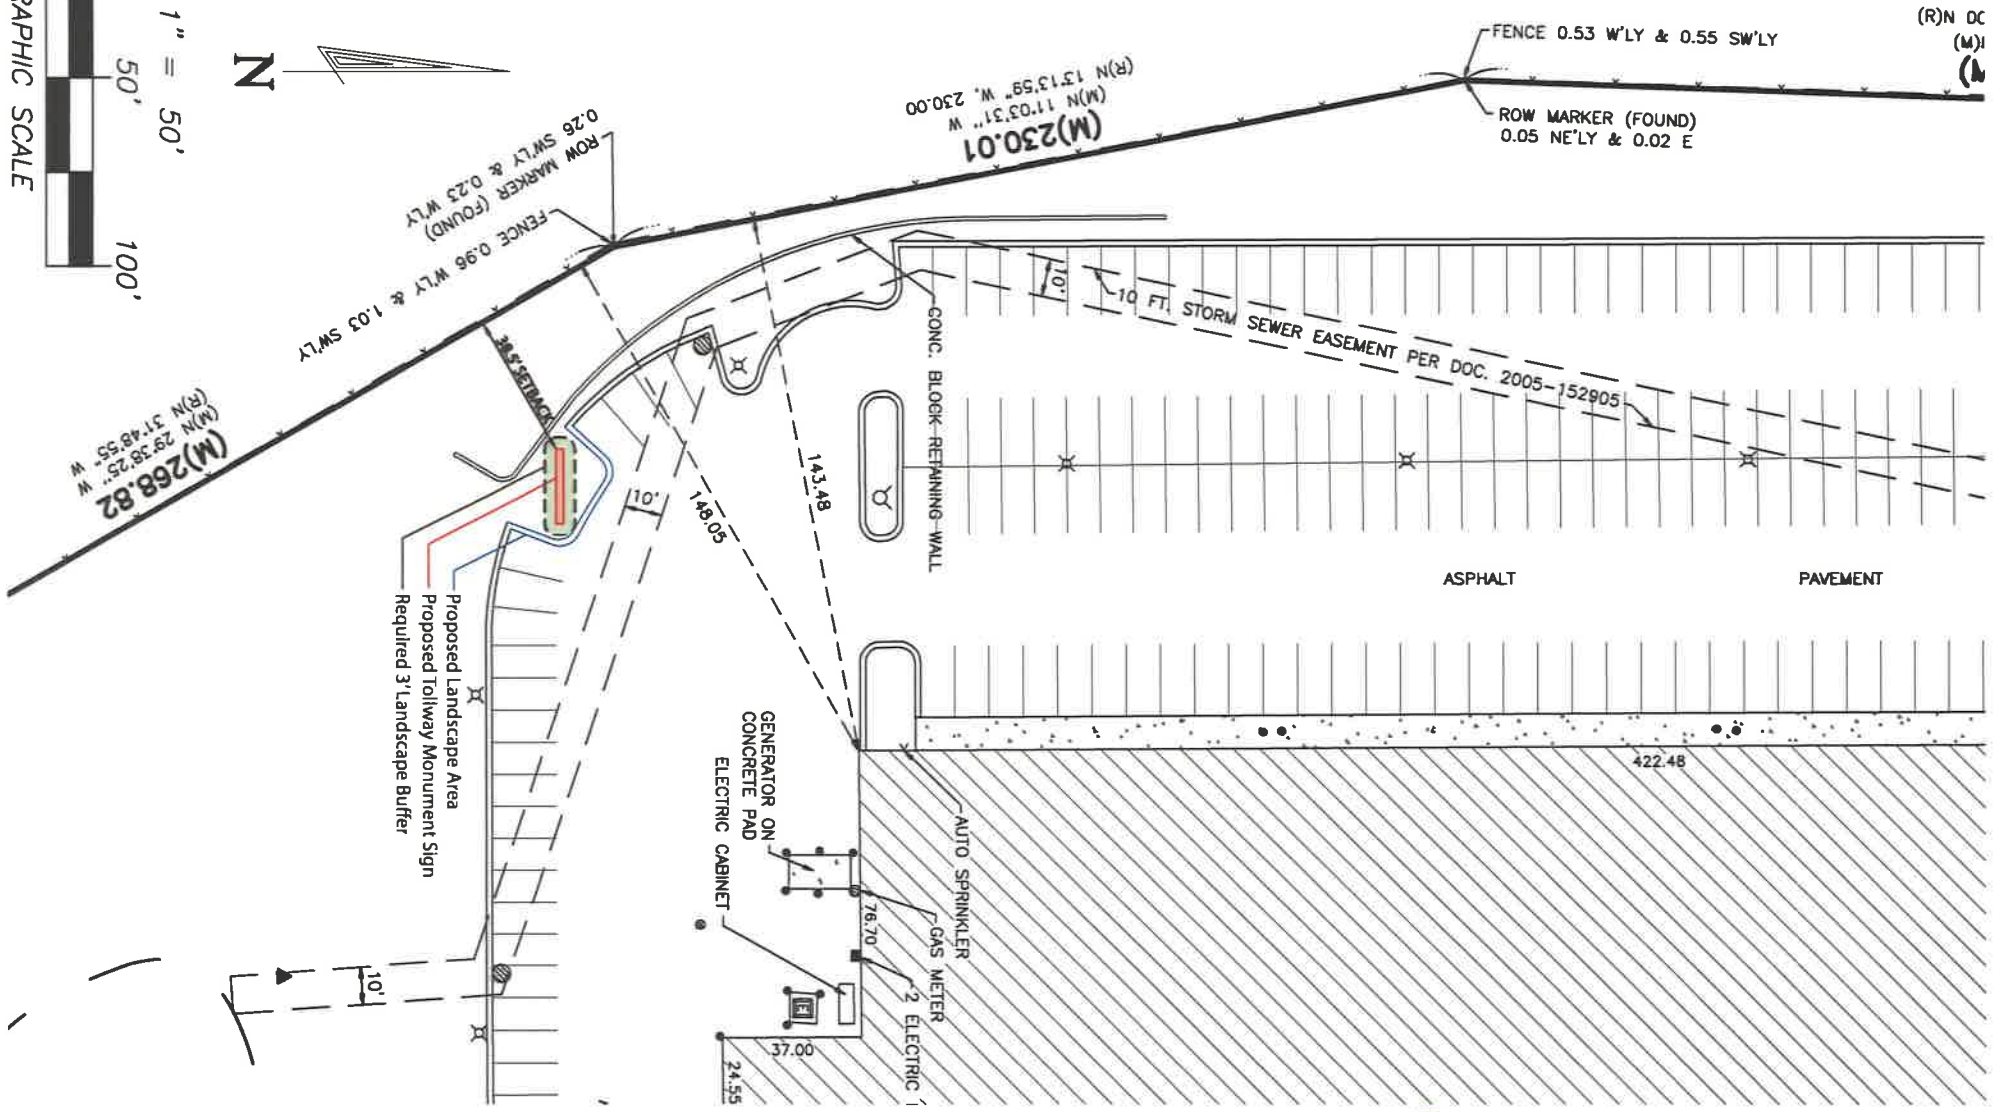 1" = 50'
50'
100'
GRAPHIC SCALE
N
(R)N 13°13'59" W, 230.00
(M)N 11°03'31" W
(M)230.01
FENCE 0.53 W'LY & 0.55 SW'LY
ROW MARKER (FOUND)
0.05 NE'LY & 0.02 E
(R)N DC
(M)
(M
ROW MARKER (FOUND)
0.26 SW'LY & 0.23 W'LY
FENCE 0.96 W'LY & 1.03 SW'LY
(R)N 31°48'55" W
(M)N 29°38'25" W
(M)268.82
38.5' SETBACK
10'
10 FT. STORM SEWER EASEMENT PER DOC. 2005-152905
CONC. BLOCK RETAINING WALL
143.48
148.05
10'
ASPHALT
PAVEMENT
Proposed Landscape Area
Proposed Tollway Monument Sign
Required 3' Landscape Buffer
422.48
GENERATOR ON
CONCRETE PAD
ELECTRIC CABINET
AUTO SPRINKLER
GAS METER
2 ELECTRIC
76.70
E
37.00
24.55
10'